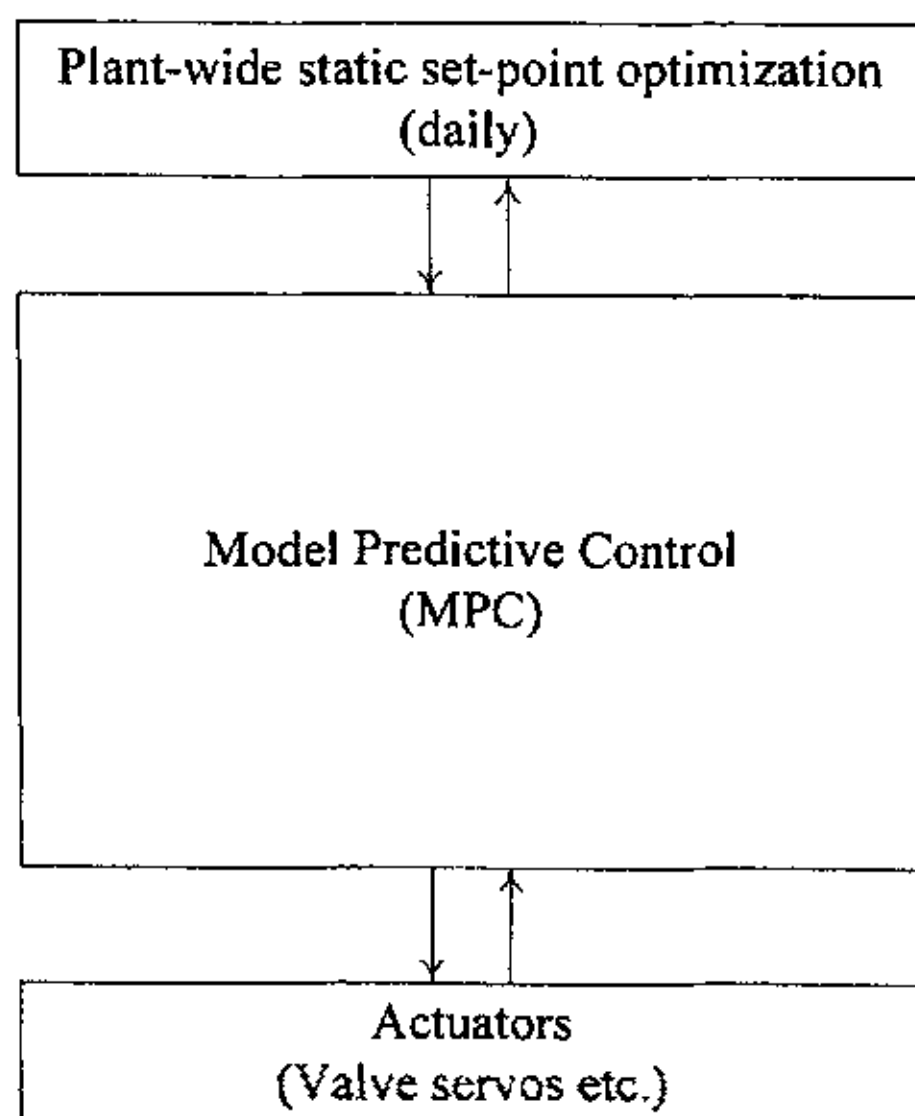 Plant-wide static set-point optimization
(daily)
Model Predictive Control
(MPC)
Actuators
(Valve servos etc.)